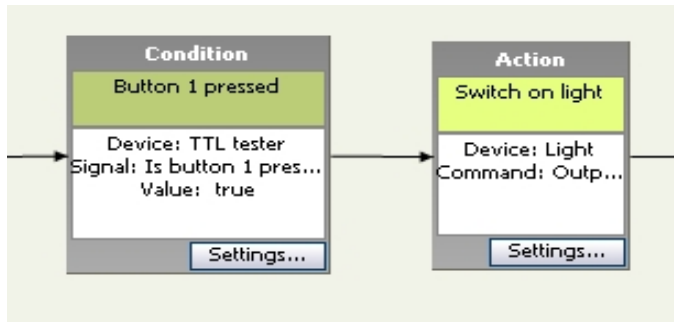 Condition
Button 1 pressed
Device: TTL tester
Signal: Is button 1 pres...
Value: true
Settings...
Action
Switch on light
Device: Light
Command: Outp...
Settings...